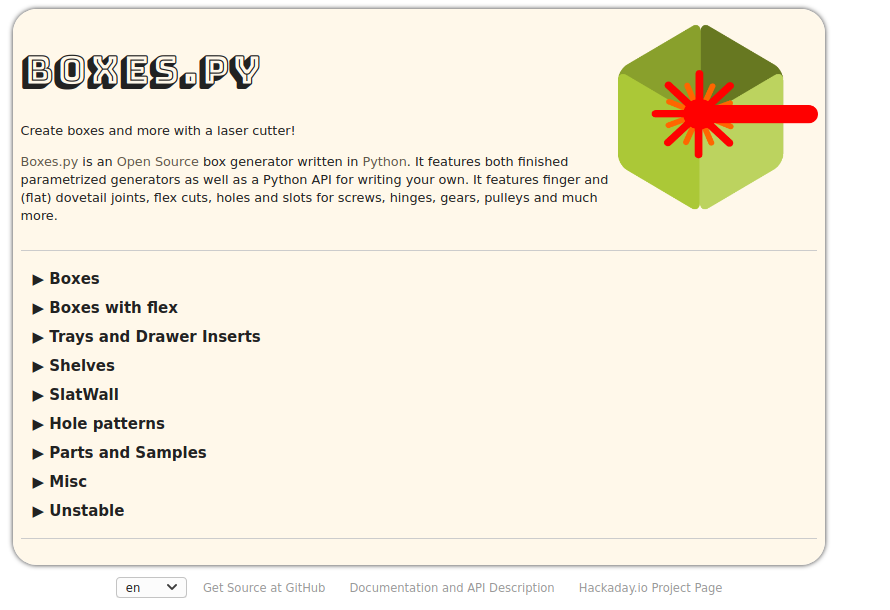 BOXES.PY
Create boxes and more with a laser cutter!
Boxes.py is an Open Source box generator written in Python. It features both finished
parametrized generators as well as a Python API for writing your own. It features finger and
(flat) dovetail joints, flex cuts, holes and slots for screws, hinges, gears, pulleys and much
more.
▶ Boxes
▶ Boxes with flex
▶ Trays and Drawer Inserts
▶ Shelves
▶ SlatWall
▶ Hole patterns
▶ Parts and Samples
▶ Misc
▶ Unstable
en Get Source at GitHub Documentation and API Description Hackaday.io Project Page